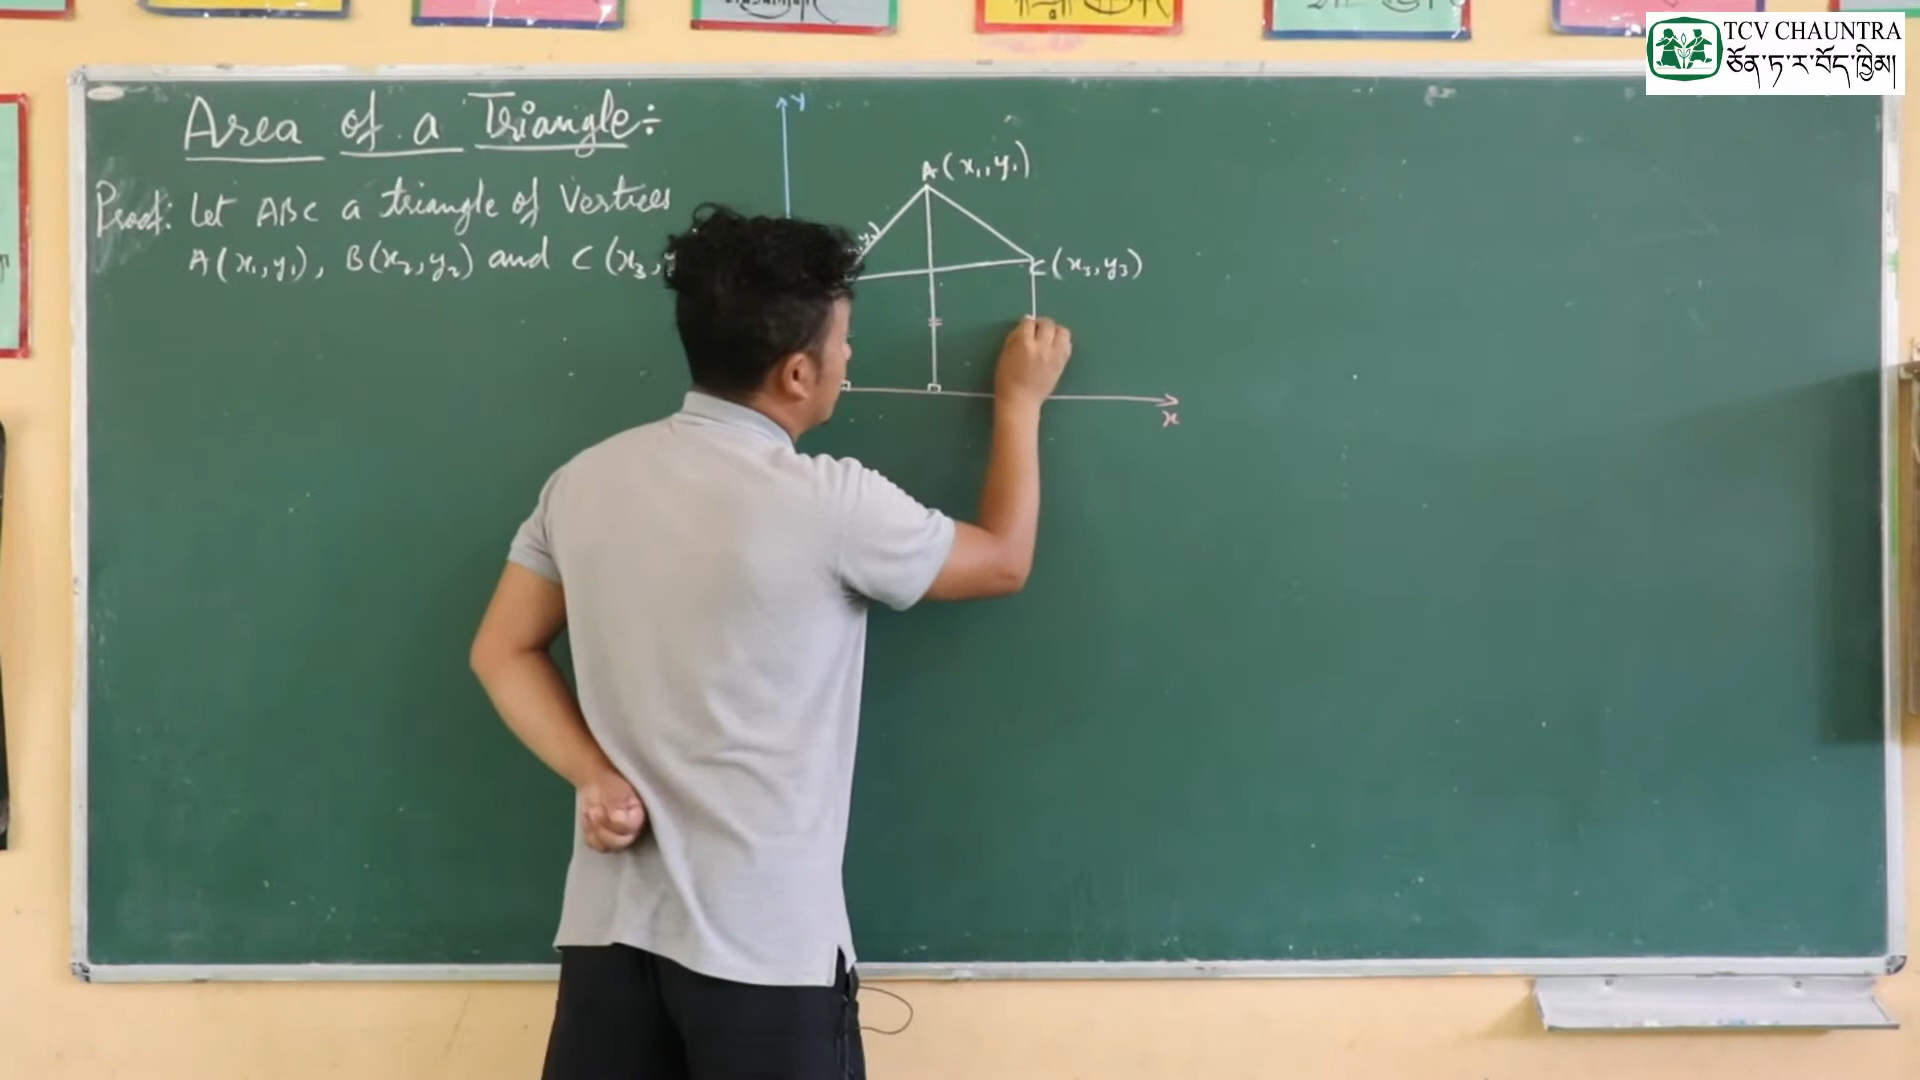 TCV CHAUNTRA
ཆོན་ཏ་ར་བོད་ཁྱིམ།
Area of a Triangle:
Proof: Let ABC a triangle of Vertices
A(x₁,y₁), B(x₂,y₂) and C(x₃,
y
A(x₁,y₁)
C(x₃,y₃)
x